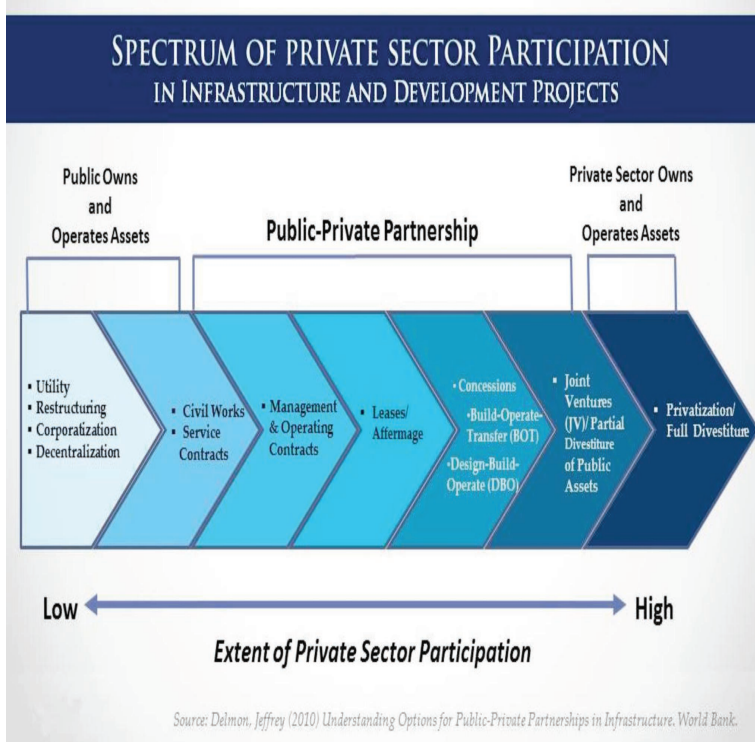 SPECTRUM OF PRIVATE SECTOR PARTICIPATION
IN INFRASTRUCTURE AND DEVELOPMENT PROJECTS
Public Owns
and
Operates Assets
Public-Private Partnership
Private Sector Owns
and
Operates Assets
▪ Utility
▪ Restructuring
▪ Corporatization
▪ Decentralization
▪ Civil Works
▪ Service
Contracts
▪ Management
& Operating
Contracts
▪ Leases/
Affermage
•Concessions
•Build-Operate-
Transfer (BOT)
•Design-Build-
Operate (DBO)
▪ Joint
Ventures
(JV)/Partial
Divestiture
of Public
Assets
▪ Privatization/
Full Divestiture
Low
High
Extent of Private Sector Participation
Source: Delmon, Jeffrey (2010) Understanding Options for Public-Private Partnerships in Infrastructure. World Bank.